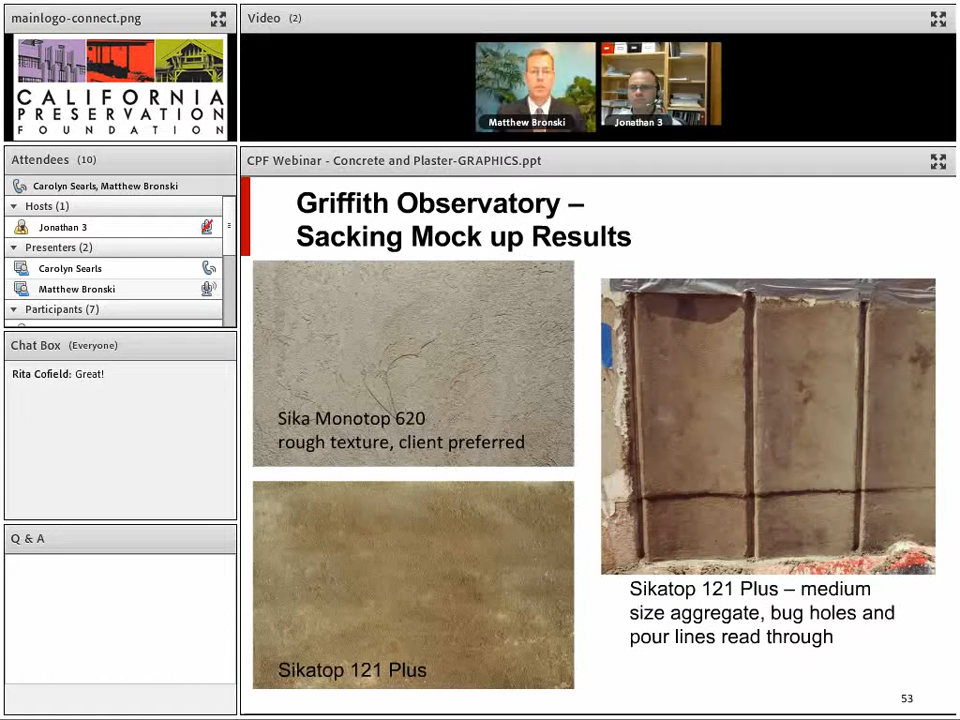 mainlogo-connect.png
CALIFORNIA
PRESERVATION
FOUNDATION
Attendees (10)
Carolyn Searls, Matthew Bronski
Hosts (1)
Jonathan 3
Presenters (2)
Carolyn Searls
Matthew Bronski
Participants (7)
Chat Box (Everyone)
Rita Cofield: Great!
Q & A
Video (2)
Matthew Bronski
Jonathan 3
CPF Webinar - Concrete and Plaster-GRAPHICS.ppt
Griffith Observatory –
Sacking Mock up Results
Sika Monotop 620
rough texture, client preferred
Sikatop 121 Plus
Sikatop 121 Plus – medium
size aggregate, bug holes and
pour lines read through
53